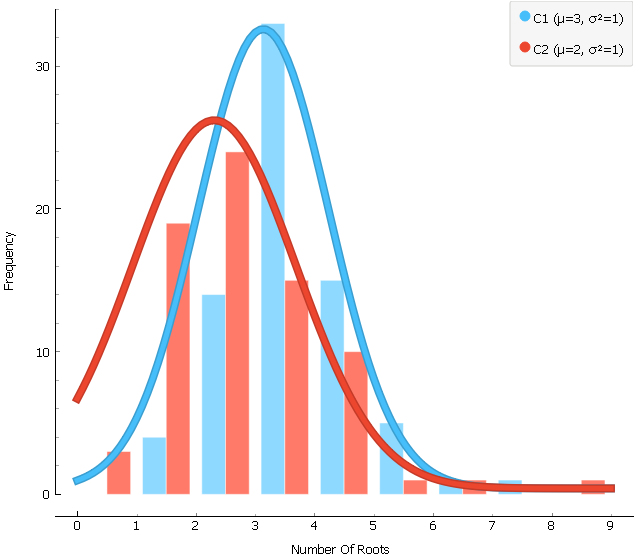 C1 (μ=3, σ²=1)
C2 (μ=2, σ²=1)
30
20
10
0
Frequency
0 1 2 3 4 5 6 7 8 9
Number Of Roots